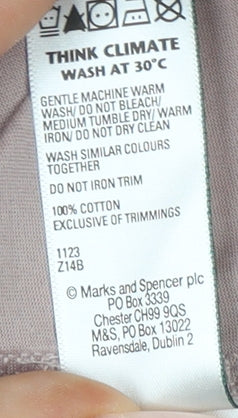 THINK CLIMATE
WASH AT 30°C
GENTLE MACHINE WARM
WASH/ DO NOT BLEACH/
MEDIUM TUMBLE DRY/ WARM
IRON/ DO NOT DRY CLEAN
WASH SIMILAR COLOURS
TOGETHER
DO NOT IRON TRIM
100% COTTON
EXCLUSIVE OF TRIMMINGS
1123
Z14B
© Marks and Spencer plc
PO Box 3339
Chester CH99 9QS
M&S, PO Box 13022
Ravensdale, Dublin 2